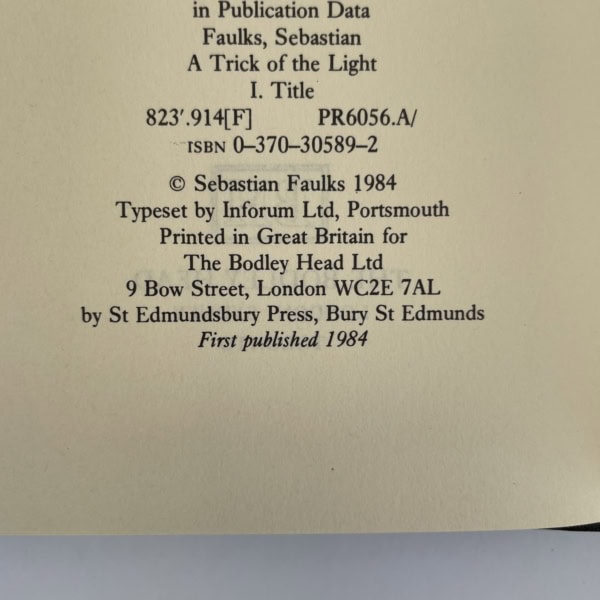 in Publication Data
Faulks, Sebastian
A Trick of the Light
I. Title
823'.914[F] PR6056.A/
ISBN 0–370–30589–2
© Sebastian Faulks 1984
Typeset by Inforum Ltd, Portsmouth
Printed in Great Britain for
The Bodley Head Ltd
9 Bow Street, London WC2E 7AL
by St Edmundsbury Press, Bury St Edmunds
First published 1984